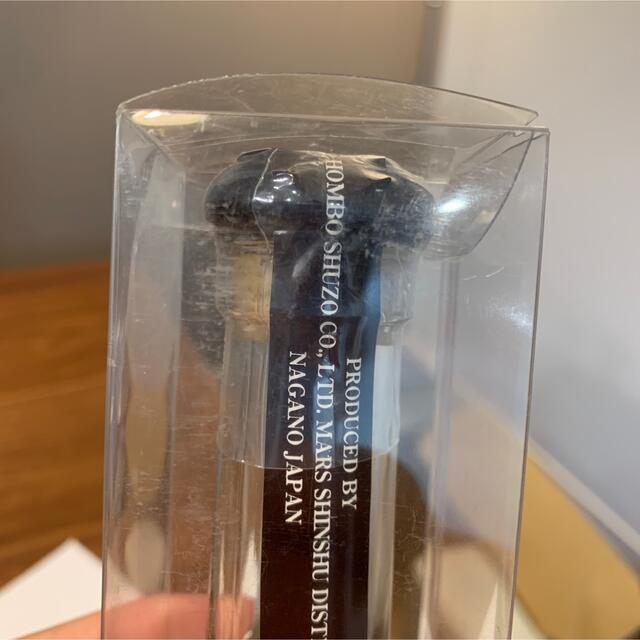 PRODUCED BY
HOMBO SHUZO CO., LTD. MARS SHINSHU DIST
NAGANO JAPAN